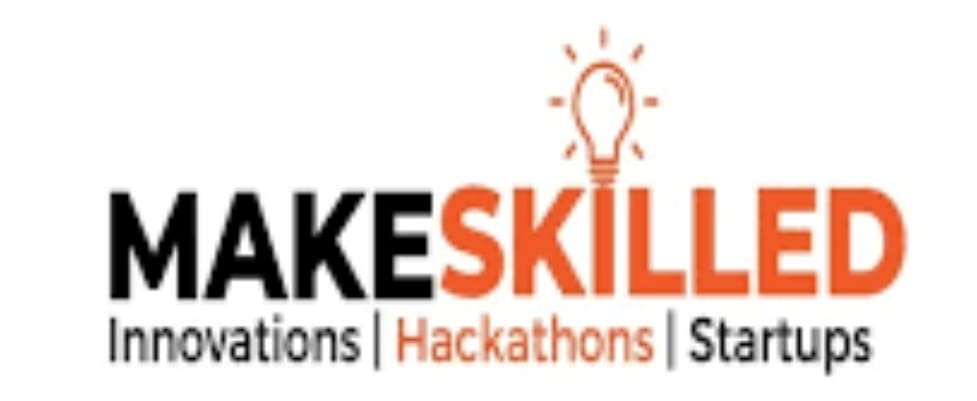 MAKESKILLED
Innovations | Hackathons | Startups